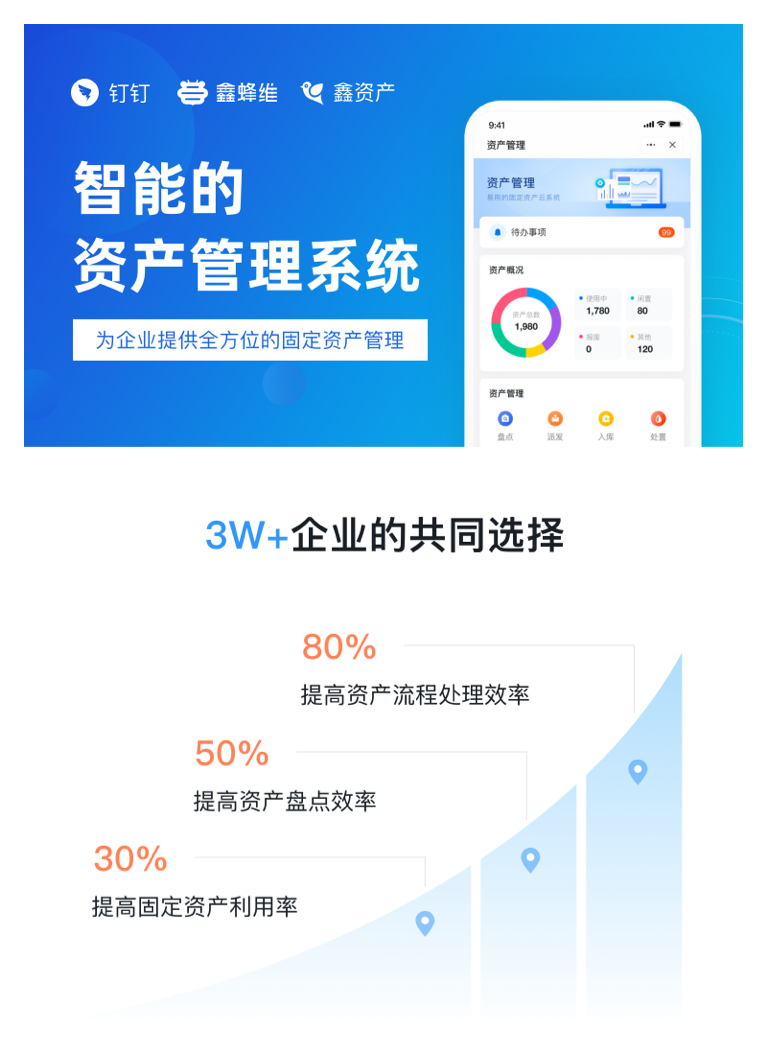 钉钉 鑫蜂维 鑫资产
智能的
资产管理系统
为企业提供全方位的固定资产管理
9:41
资产管理
资产管理
易用的固定资产云系统
待办事项 99
资产概况
资产总数
1,980
使用中 闲置
1,780 80
报废 其他
0 120
资产管理
盘点 派发 入库 处置
3W+企业的共同选择
80%
提高资产流程处理效率
50%
提高资产盘点效率
30%
提高固定资产利用率